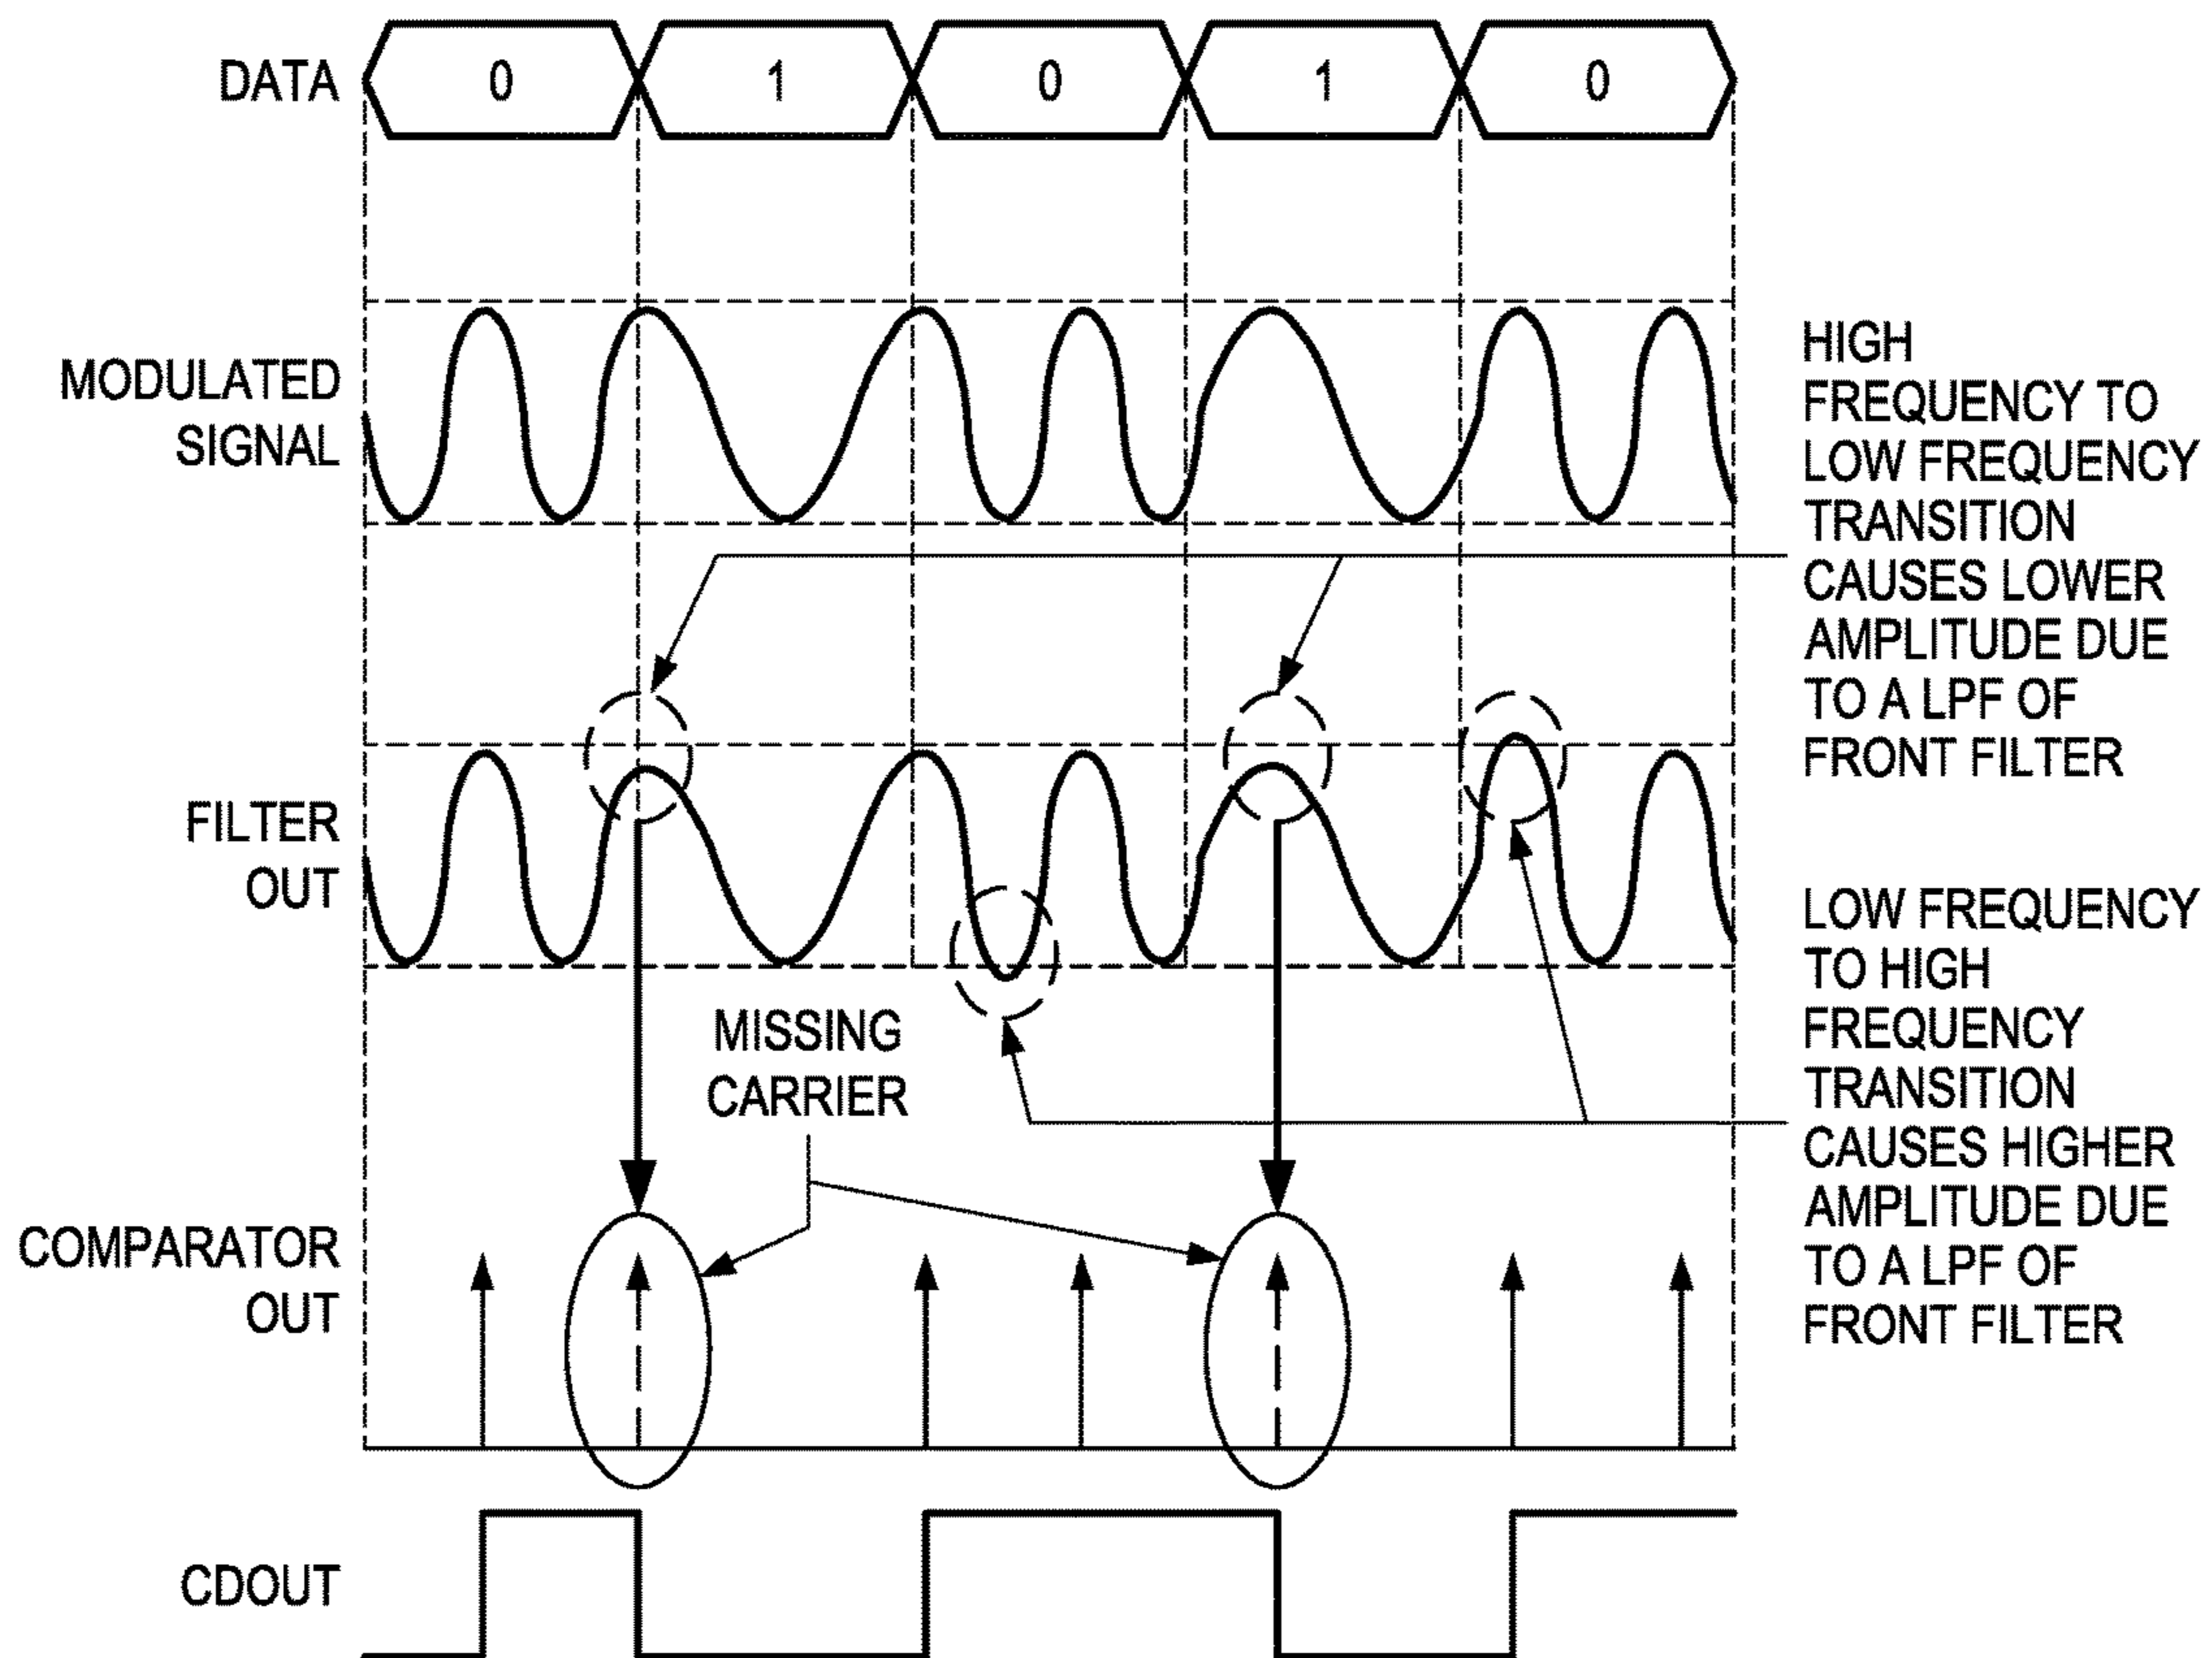 DATA
0
1
0
1
0
MODULATED
SIGNAL
HIGH
FREQUENCY TO
LOW FREQUENCY
TRANSITION
CAUSES LOWER
AMPLITUDE DUE
TO A LPF OF
FRONT FILTER
FILTER
OUT
LOW FREQUENCY
TO HIGH
FREQUENCY
TRANSITION
CAUSES HIGHER
AMPLITUDE DUE
TO A LPF OF
FRONT FILTER
MISSING
CARRIER
COMPARATOR
OUT
CDOUT